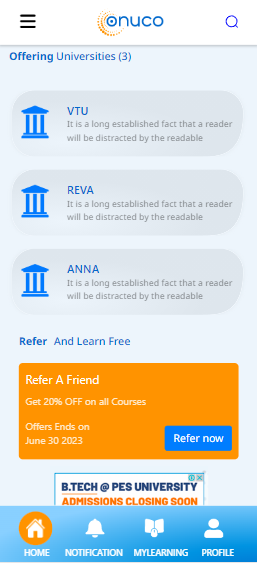 Onuco
Offering Universities (3)
VTU
It is a long established fact that a reader
will be distracted by the readable
REVA
It is a long established fact that a reader
will be distracted by the readable
ANNA
It is a long established fact that a reader
will be distracted by the readable
Refer And Learn Free
Refer A Friend
Get 20% OFF on all Courses
Offers Ends on
June 30 2023
Refer now
B.TECH @ PES UNIVERSITY
ADMISSIONS CLOSING SOON
HOME NOTIFICATION MYLEARNING PROFILE